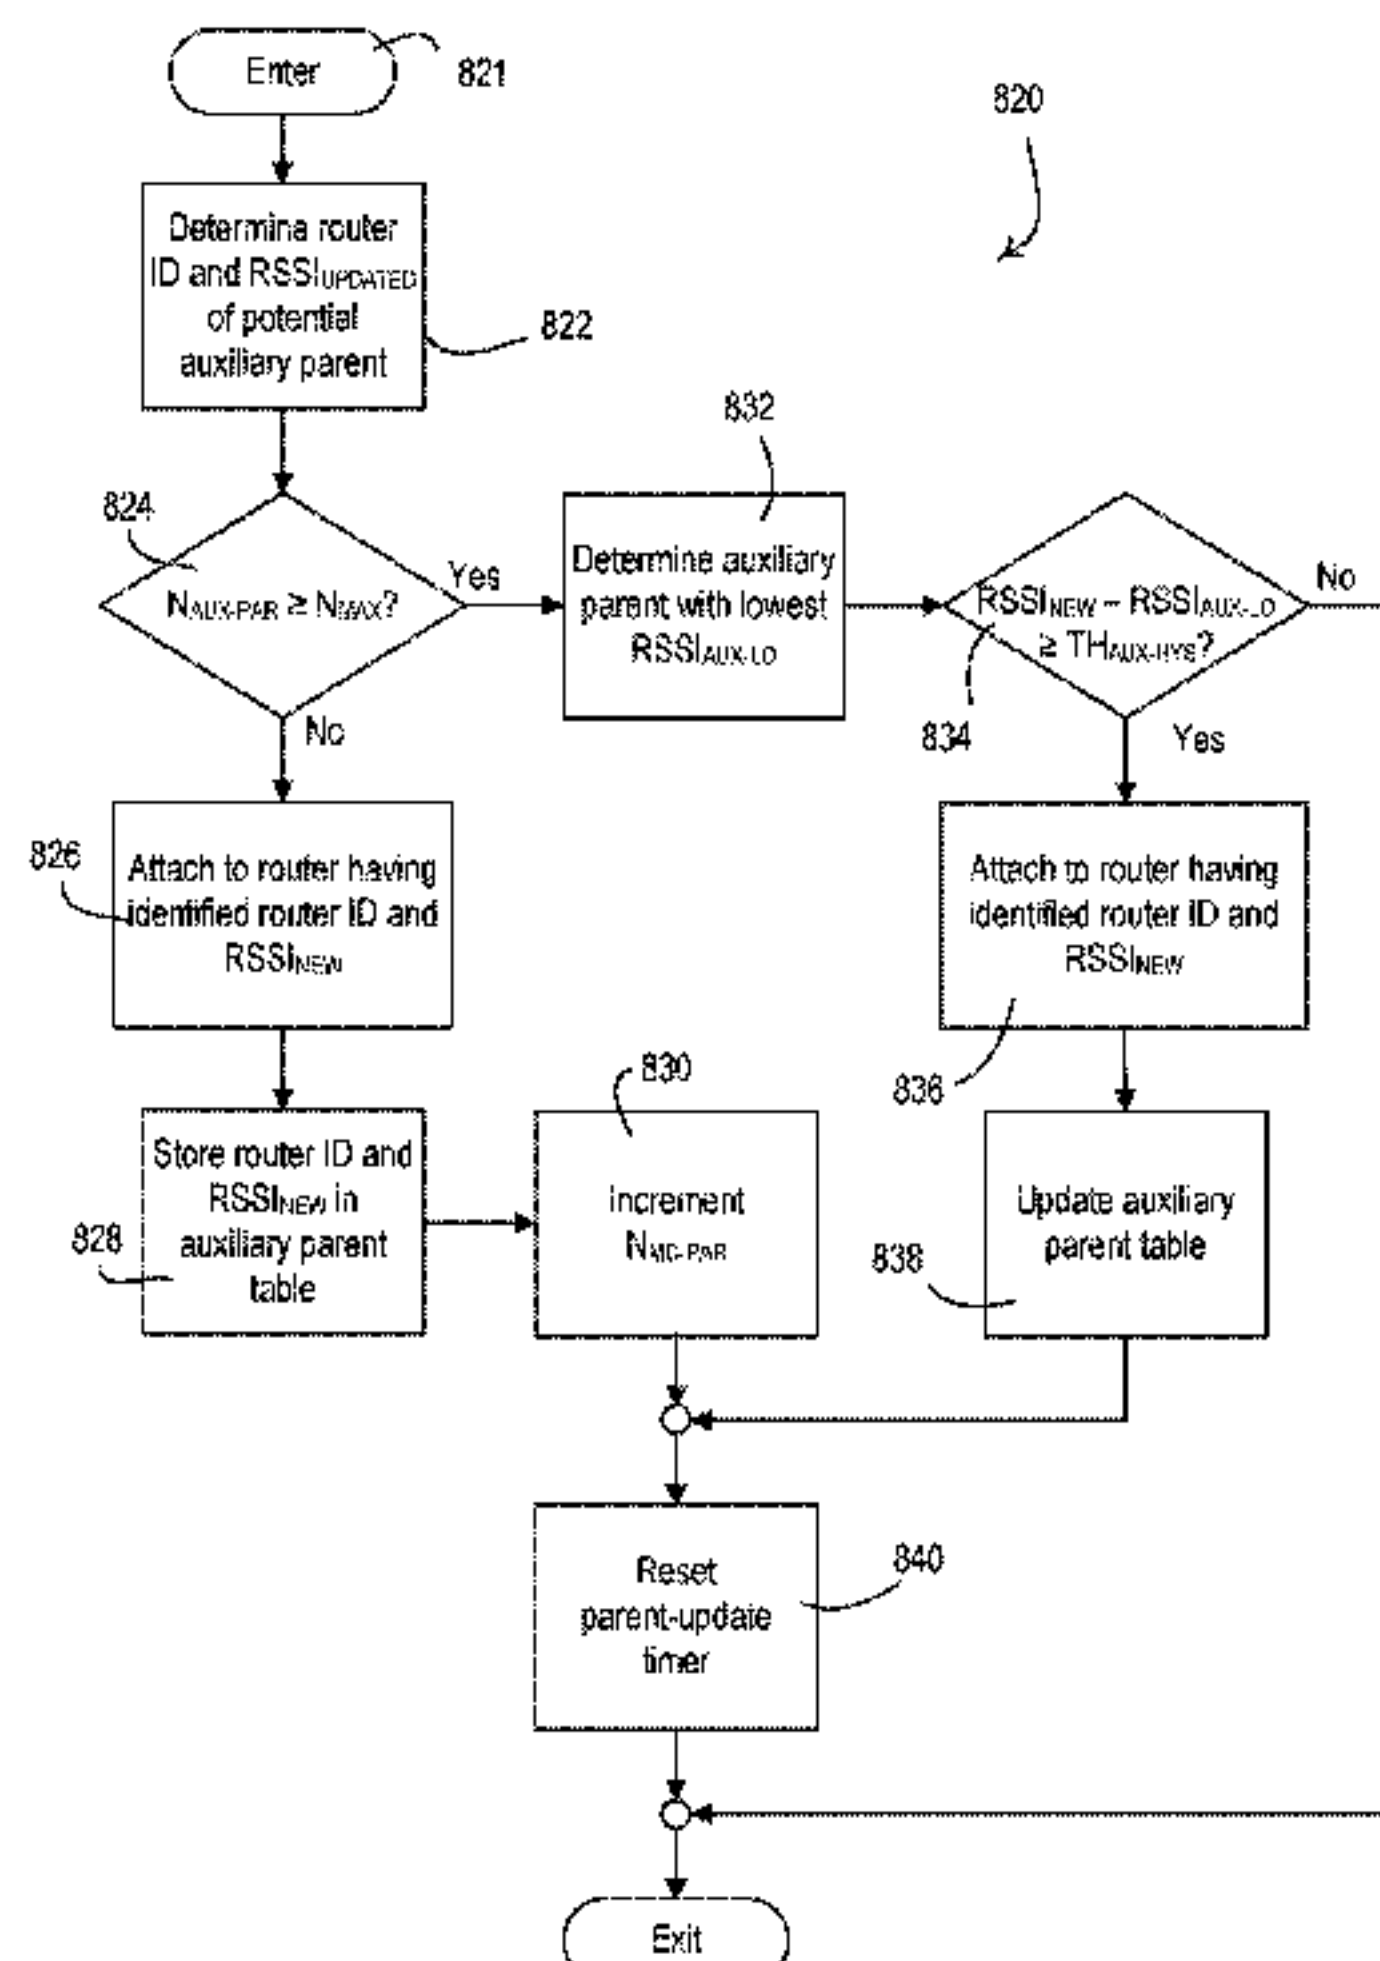 Enter
821
820
Determine router
ID and RSSIUPDATED
of potential
auxiliary parent
822
832
824
NAUX-PAR ≥ NMAX?
Yes
Determine auxiliary
parent with lowest
RSSIAUX-LO
RSSINEW – RSSIAUX-LO
≥ THAUX-HYS?
No
834
Yes
No
826
Attach to router having
identified router ID and
RSSINEW
Attach to router having
identified router ID and
RSSINEW
836
830
Store router ID and
RSSINEW in
auxiliary parent
table
828
Increment
Update auxiliary
parent table
838
Reset
parent-update
timer
840
Exit